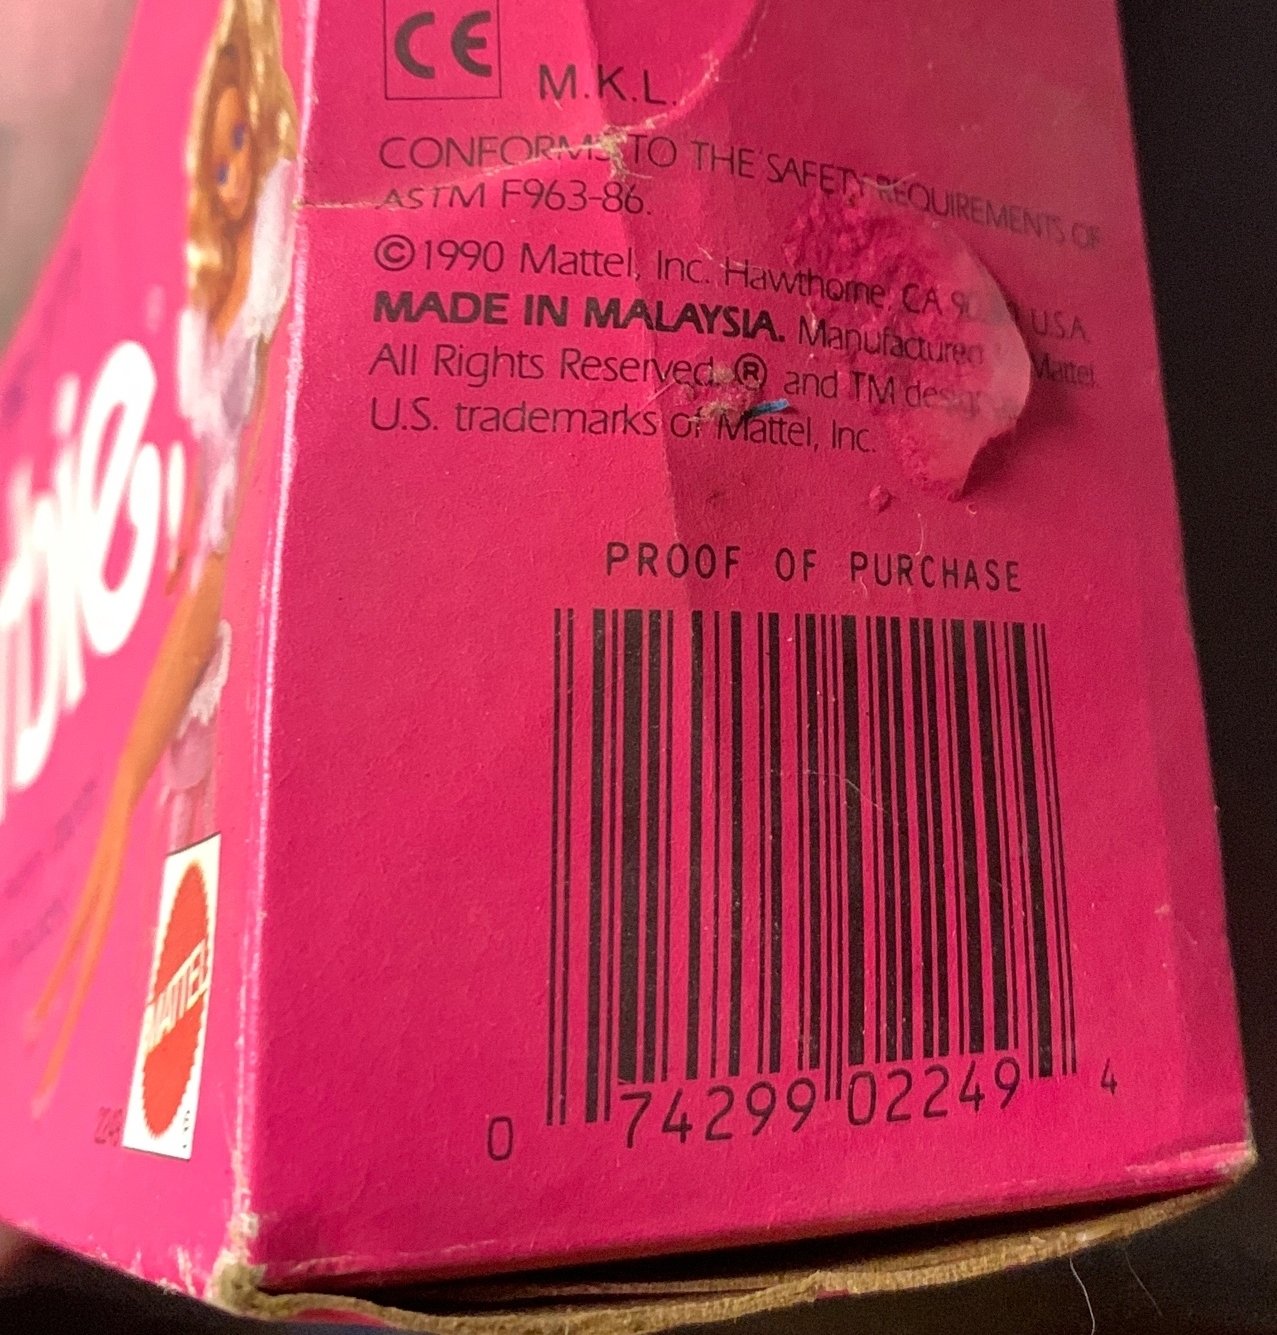 CE
M.K.L.
CONFORMS TO THE SAFETY REQUIREMENTS OF
ASTM F963-86.
©1990 Mattel, Inc. Hawthorne, CA USA
MADE IN MALAYSIA. Manufactured Mattel.
All Rights Reserved. ® and TM
U.S. trademarks of Mattel, Inc.
PROOF OF PURCHASE
0 74299 02249 4
MATTEL